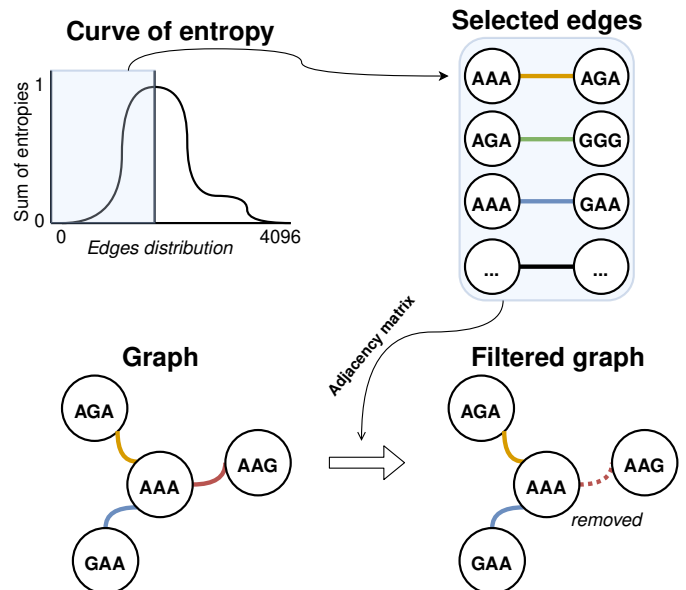 Curve of entropy
Selected edges
1
Sum of entropies
0
0
4096
Edges distribution
AAA
AGA
AGA
GGG
AAA
GAA
...
...
Adjacency matrix
Graph
Filtered graph
AGA
AAG
AAA
GAA
AGA
AAG
AAA
removed
GAA